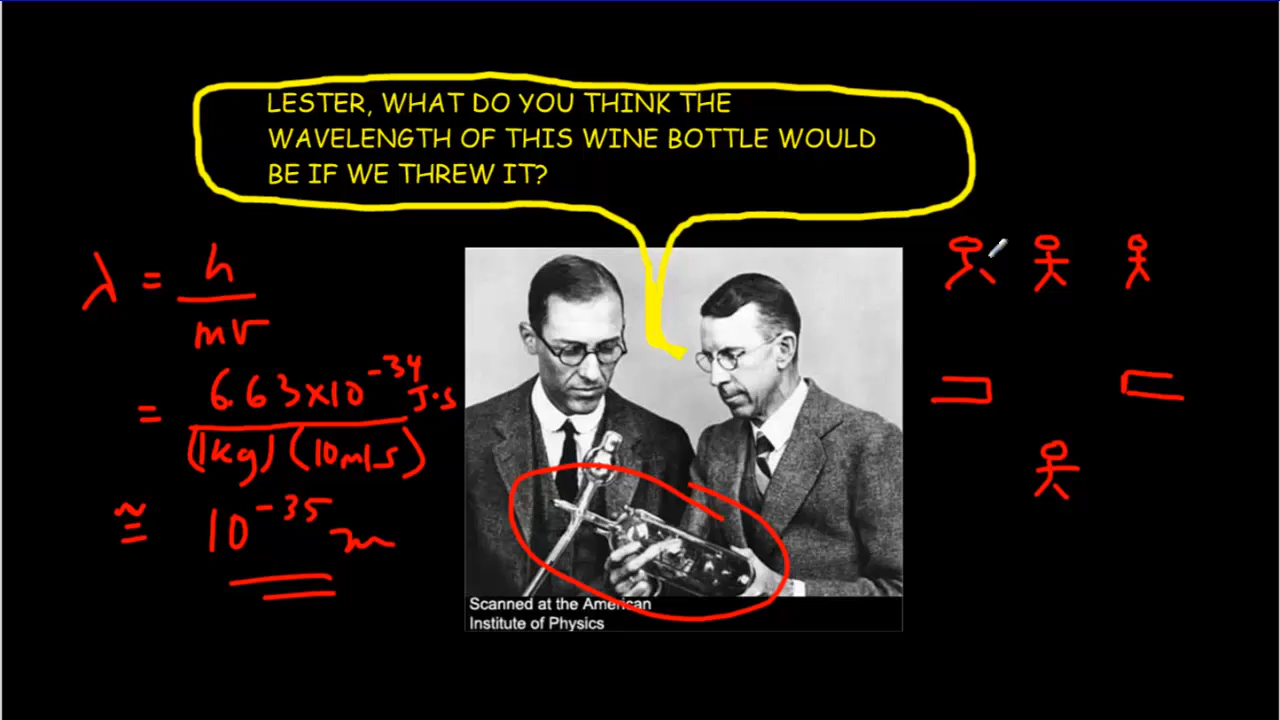 LESTER, WHAT DO YOU THINK THE
WAVELENGTH OF THIS WINE BOTTLE WOULD
BE IF WE THREW IT?
λ = h / mv
= 6.63×10⁻³⁴ J·s / (1kg) (10m/s)
≅ 10⁻³⁵ m
Scanned at the American
Institute of Physics